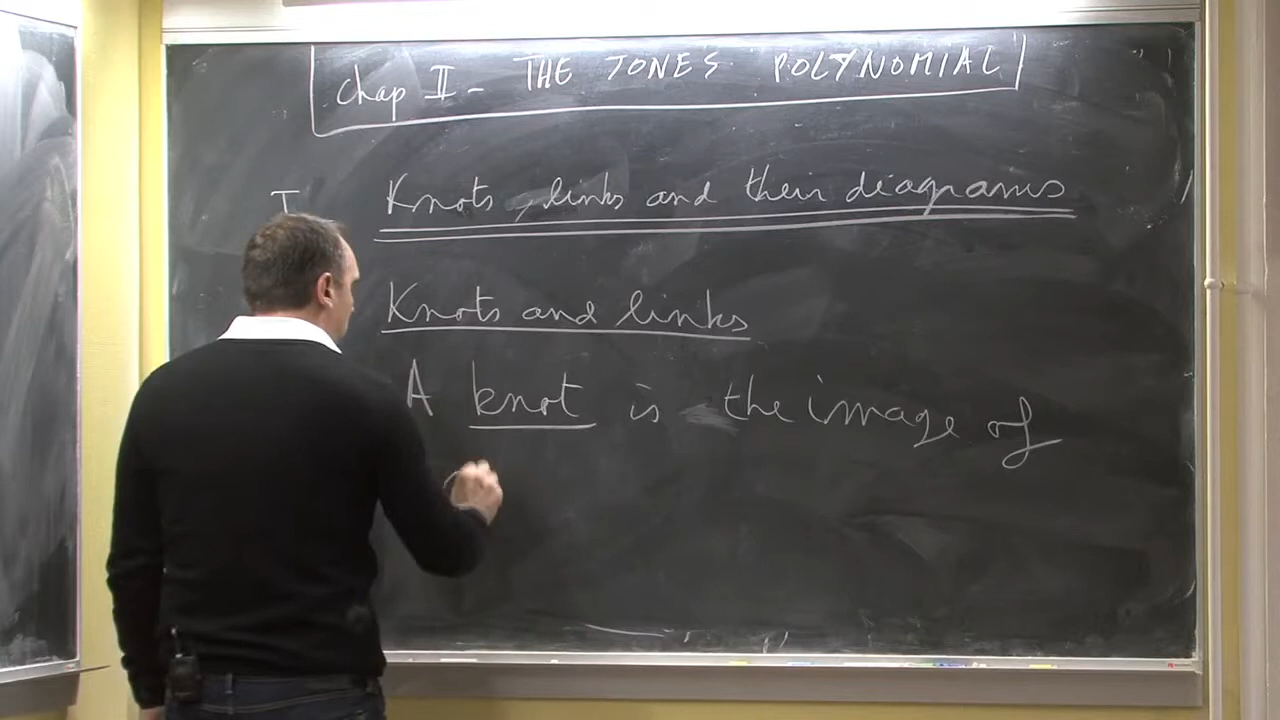 Chap II - THE JONES POLYNOMIAL
I Knots, links and their diagrams
Knots and links
A knot is the image of